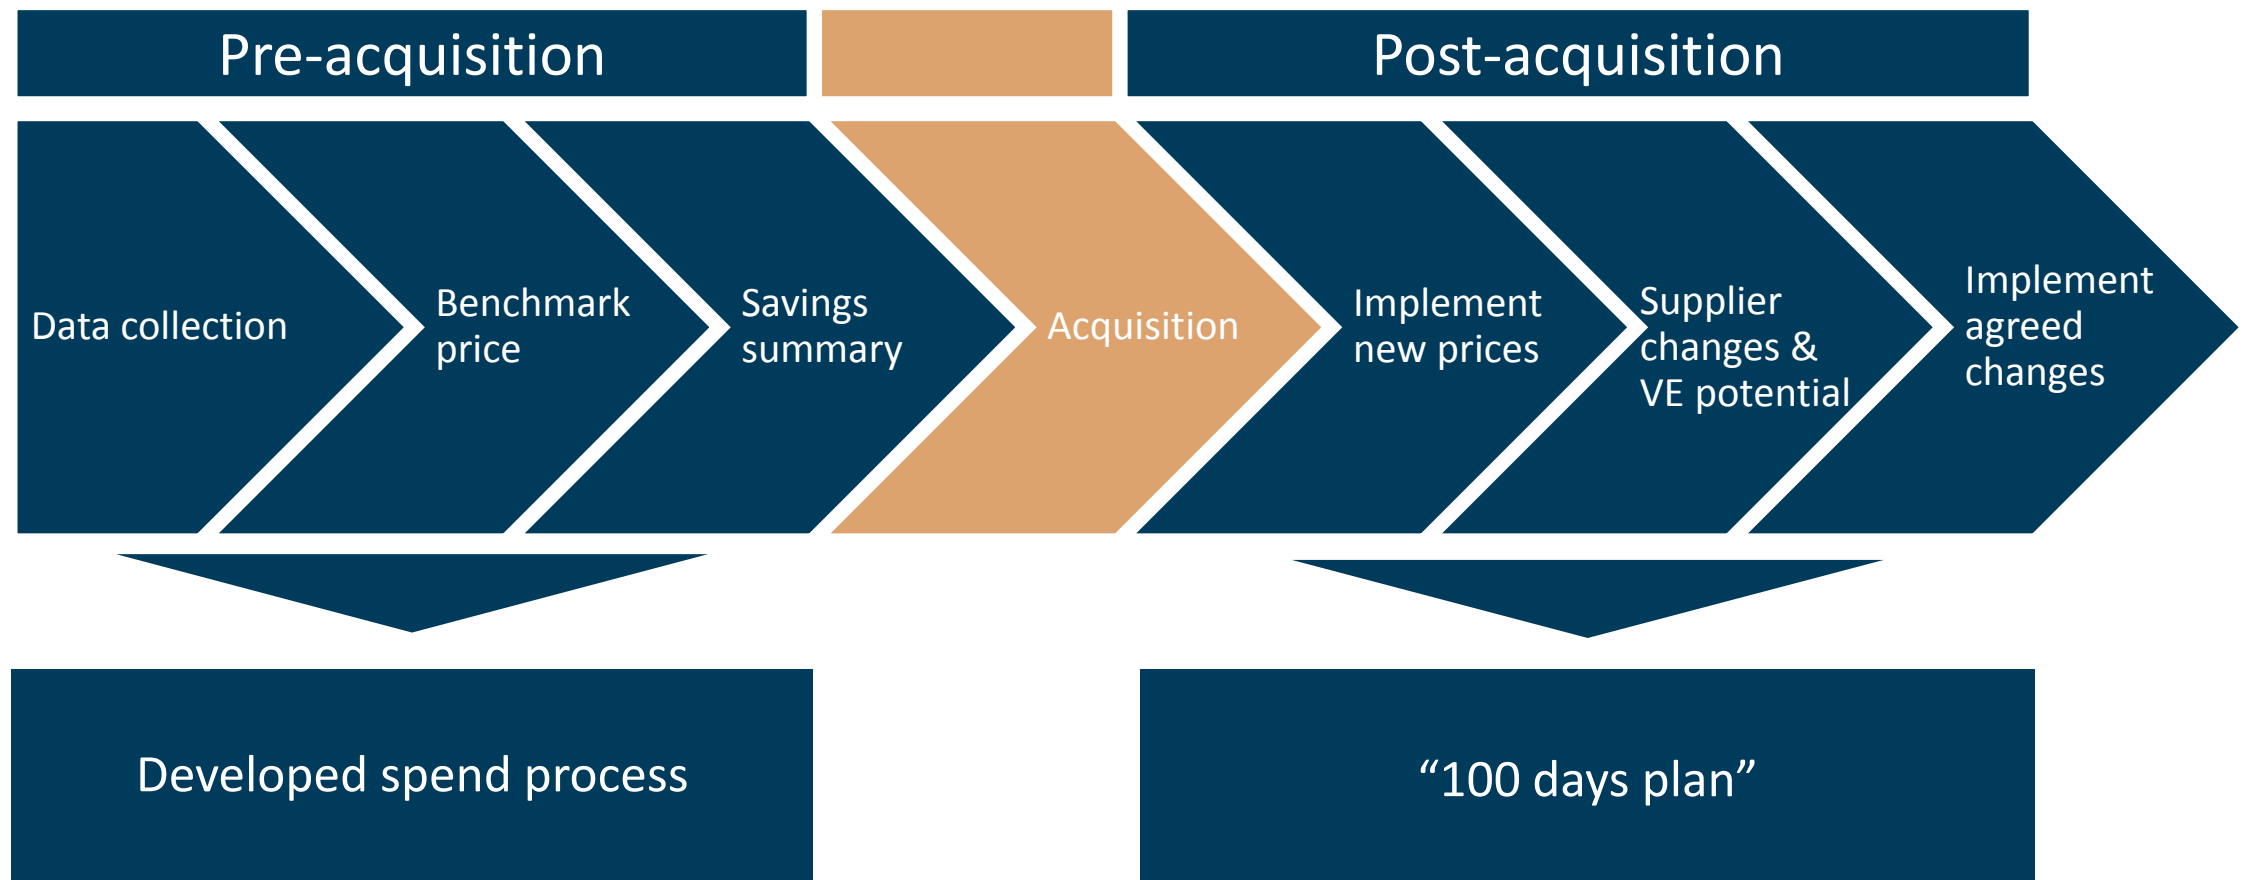 Pre-acquisition
Post-acquisition
Data collection
Benchmark
price
Savings
summary
Acquisition
Implement
new prices
Supplier
changes &
VE potential
Implement
agreed
changes
Developed spend process
“100 days plan”